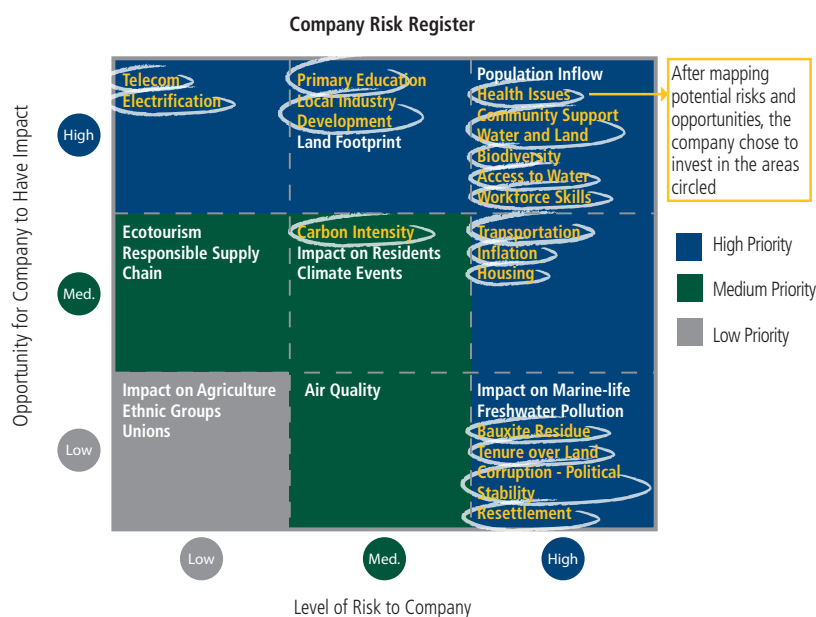 Company Risk Register
Opportunity for Company to Have Impact
High
Telecom
Electrification
Primary Education
Local Industry
Development
Land Footprint
Population Inflow
Health Issues
Community Support
Water and Land
Biodiversity
Access to Water
Workforce Skills
After mapping
potential risks and
opportunities, the
company chose to
invest in the areas
circled
Med.
Ecotourism
Responsible Supply
Chain
Carbon Intensity
Impact on Residents
Climate Events
Transportation
Inflation
Housing
High Priority
Medium Priority
Low Priority
Low
Impact on Agriculture
Ethnic Groups
Unions
Air Quality
Impact on Marine-life
Freshwater Pollution
Bauxite Residue
Tenure over Land
Corruption - Political
Stability
Resettlement
Low
Med.
High
Level of Risk to Company